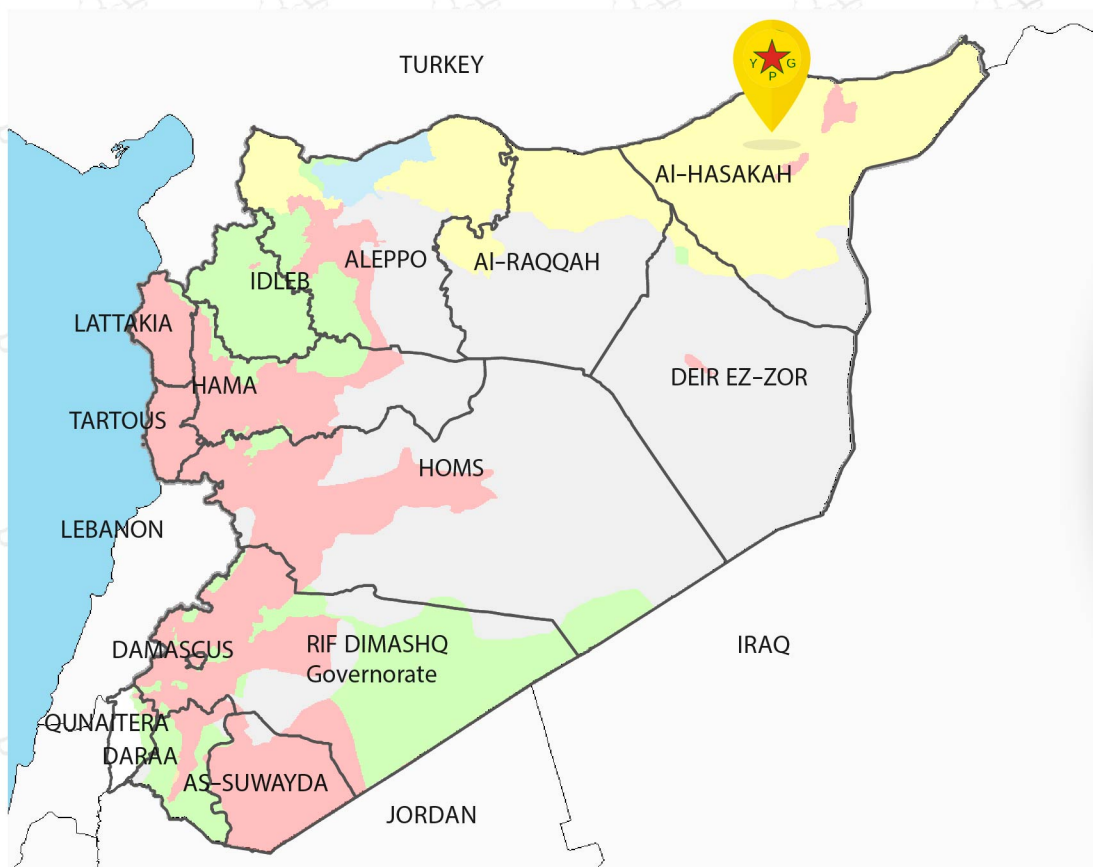 TURKEY
Y
G
P
Al-HASAKAH
ALEPPO
Al-RAQQAH
IDLEB
LATTAKIA
DEIR EZ-ZOR
HAMA
TARTOUS
HOMS
LEBANON
DAMASCUS
RIF DIMASHQ
Governorate
IRAQ
QUNAITERA
DARAA
AS-SUWAYDA
JORDAN